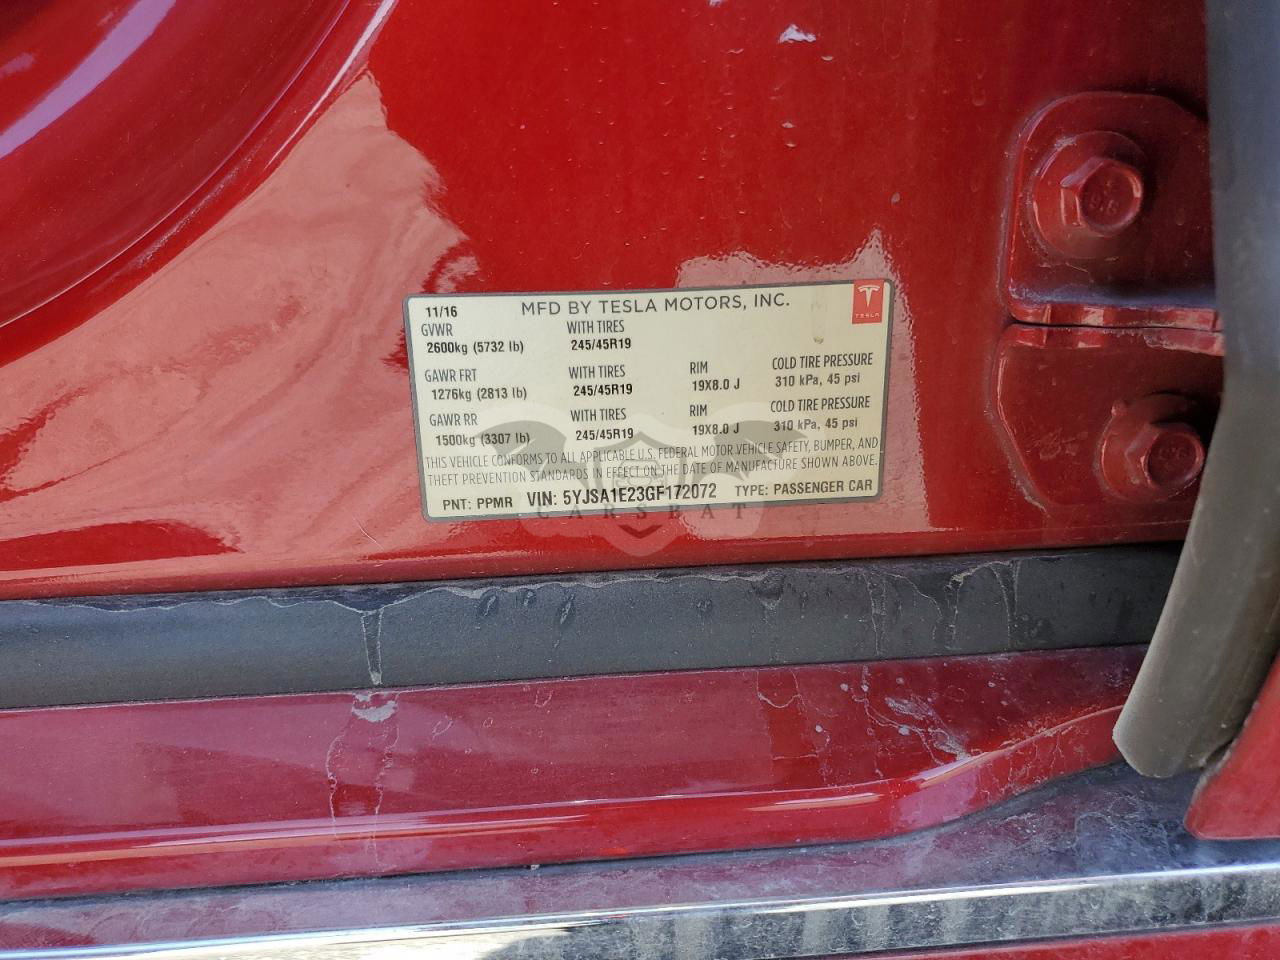 11/16 MFD BY TESLA MOTORS, INC.
TESLA
GVWR WITH TIRES
2600kg (5732 lb) 245/45R19
GAWR FRT WITH TIRES RIM COLD TIRE PRESSURE
1276kg (2813 lb) 245/45R19 19X8.0 J 310 kPa, 45 psi
GAWR RR WITH TIRES RIM COLD TIRE PRESSURE
1500kg (3307 lb) 245/45R19 19X8.0 J 310 kPa, 45 psi
THIS VEHICLE CONFORMS TO ALL APPLICABLE U.S. FEDERAL MOTOR VEHICLE SAFETY, BUMPER, AND
THEFT PREVENTION STANDARDS IN EFFECT ON THE DATE OF MANUFACTURE SHOWN ABOVE.
PNT: PPMR VIN: 5YJSA1E23GF172072 TYPE: PASSENGER CAR
CARSBAT